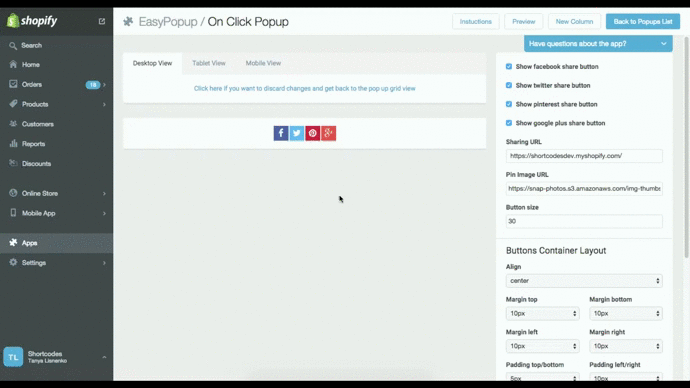 shopify
EasyPopup / On Click Popup
Instuctions
Preview
New Column
Back to Popups List
Have questions about the app?
Search
Home
Orders
18
Products
Customers
Reports
Discounts
Online Store
Mobile App
Apps
Settings
TL
Shortcodes
Tanya Lisnenko
Desktop View
Tablet View
Mobile View
Click here if you want to discard changes and get back to the pop up grid view
Show facebook share button
Show twitter share button
Show pinterest share button
Show google plus share button
Sharing URL
https://shortcodesdev.myshopify.com/
Pin Image URL
https://snap-photos.s3.amazonaws.com/img-thumbs
Button size
30
Buttons Container Layout
Align
center
Margin top
Margin bottom
10px
10px
Margin left
Margin right
10px
10px
Padding top/bottom
Padding left/right
5px
10px